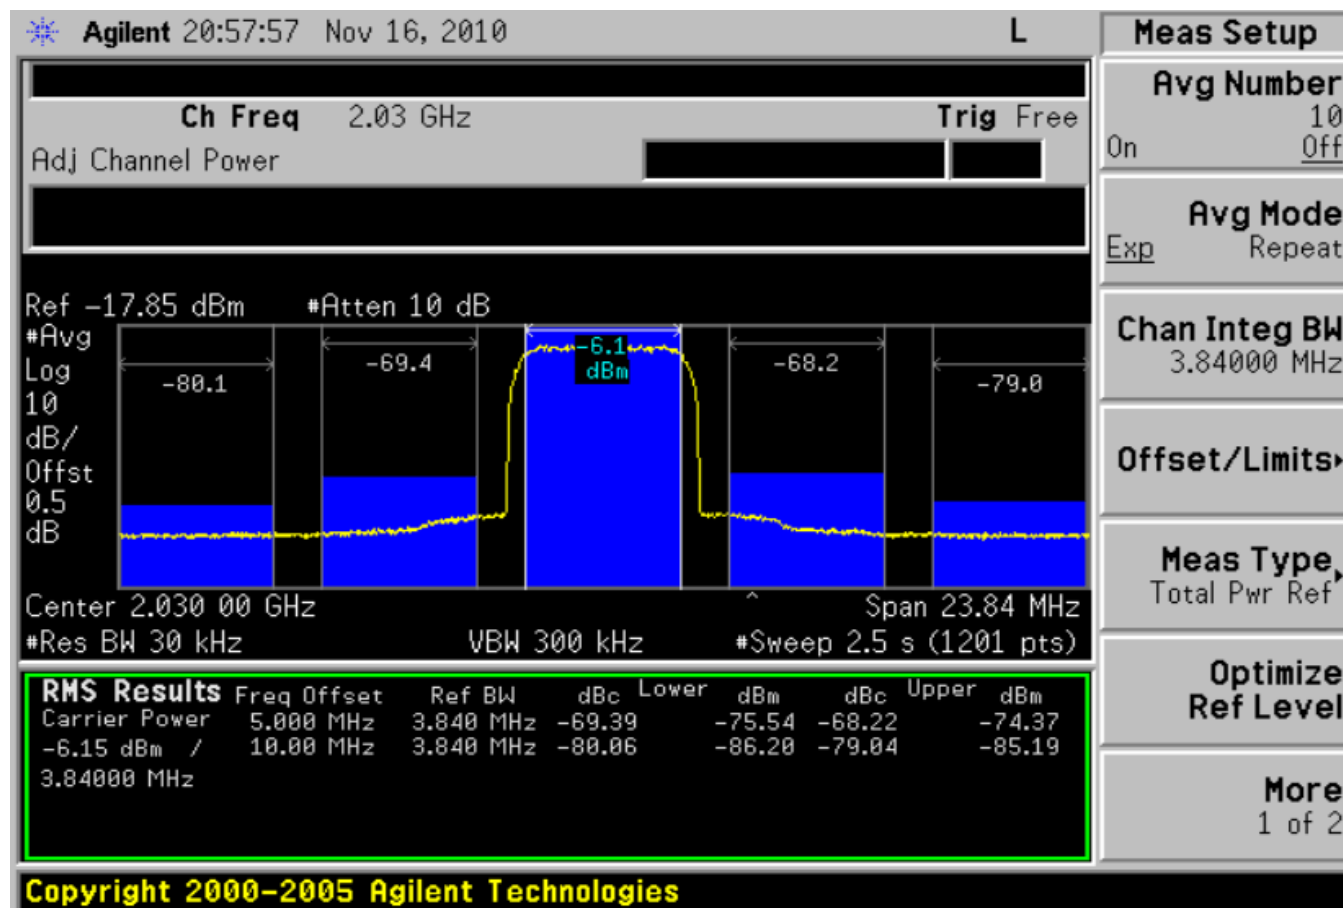 Agilent 20:57:57 Nov 16, 2010 L
Meas Setup
Ch Freq 2.03 GHz Trig Free
Adj Channel Power
Avg Number
10
On Off
Avg Mode
Exp Repeat
Chan Integ BW
3.84000 MHz
Offset/Limits
Meas Type
Total Pwr Ref
Optimize
Ref Level
More
1 of 2
Ref -17.85 dBm #Atten 10 dB
#Avg
Log
10
dB/
Offst
0.5
dB
-80.1
-69.4
-6.1
dBm
-68.2
-79.0
Center 2.030 00 GHz Span 23.84 MHz
#Res BW 30 kHz VBW 300 kHz #Sweep 2.5 s (1201 pts)
RMS Results Freq Offset Ref BW dBc Lower dBm dBc Upper dBm
Carrier Power 5.000 MHz 3.840 MHz -69.39 -75.54 -68.22 -74.37
-6.15 dBm / 10.00 MHz 3.840 MHz -80.06 -86.20 -79.04 -85.19
3.84000 MHz
Copyright 2000-2005 Agilent Technologies